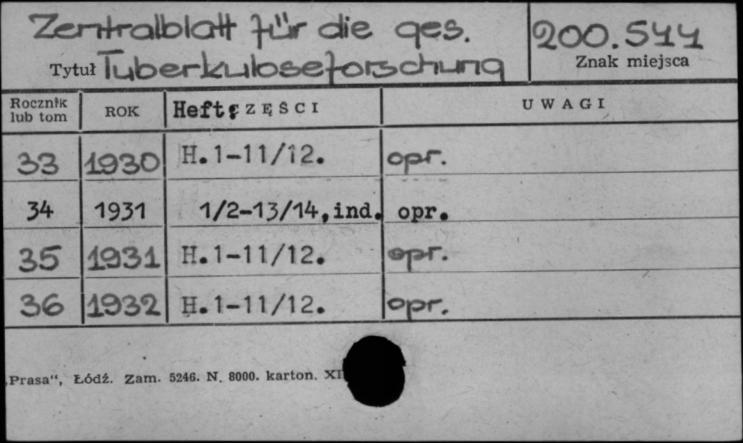 Zentralblatt für die ges. 200.544
Tytuł Tuberkuloseforschung Znak miejsca
Rocznik lub tom ROK Heft CZĘŚCI UWAGI
33 1930 H.1-11/12. opr.
34 1931 1/2-13/14,ind. opr.
35 1931 H.1-11/12. opr.
36 1932 H.1-11/12. opr.
„Prasa“, Łódź. Zam. 5246. N. 8000. karton.